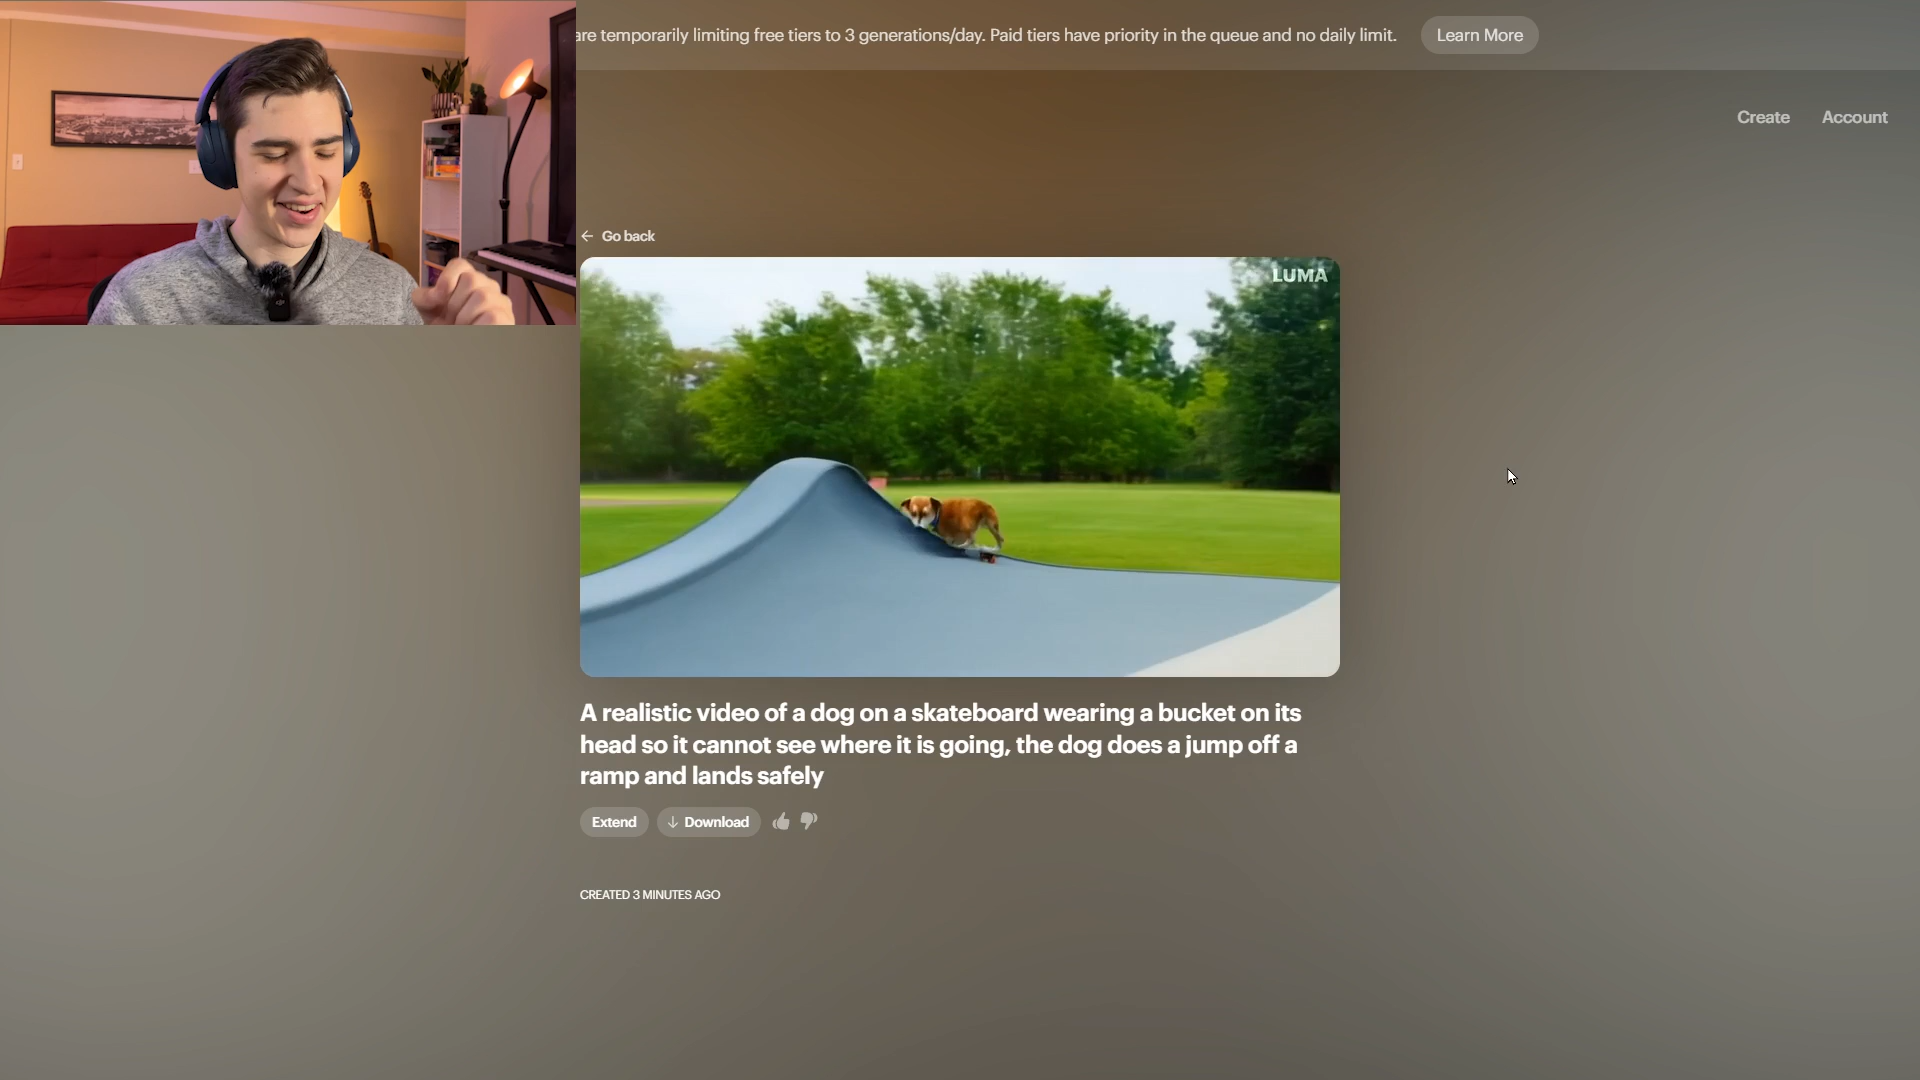 are temporarily limiting free tiers to 3 generations/day. Paid tiers have priority in the queue and no daily limit.
Learn More
Create
Account
← Go back
LUMA
A realistic video of a dog on a skateboard wearing a bucket on its
head so it cannot see where it is going, the dog does a jump off a
ramp and lands safely
Extend
↓ Download
CREATED 3 MINUTES AGO